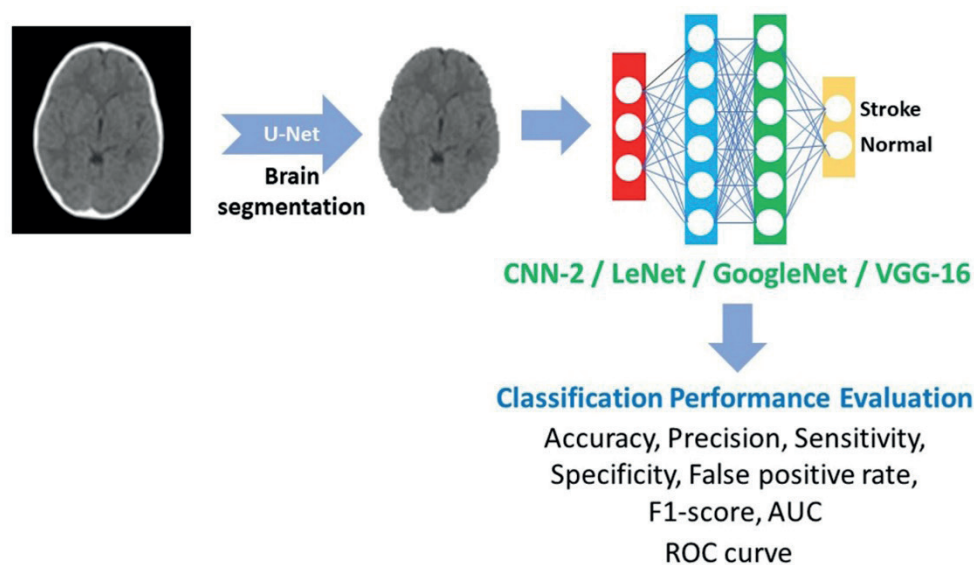 U-Net
Brain
segmentation
Stroke
Normal
CNN-2 / LeNet / GoogleNet / VGG-16
Classification Performance Evaluation
Accuracy, Precision, Sensitivity,
Specificity, False positive rate,
F1-score, AUC
ROC curve